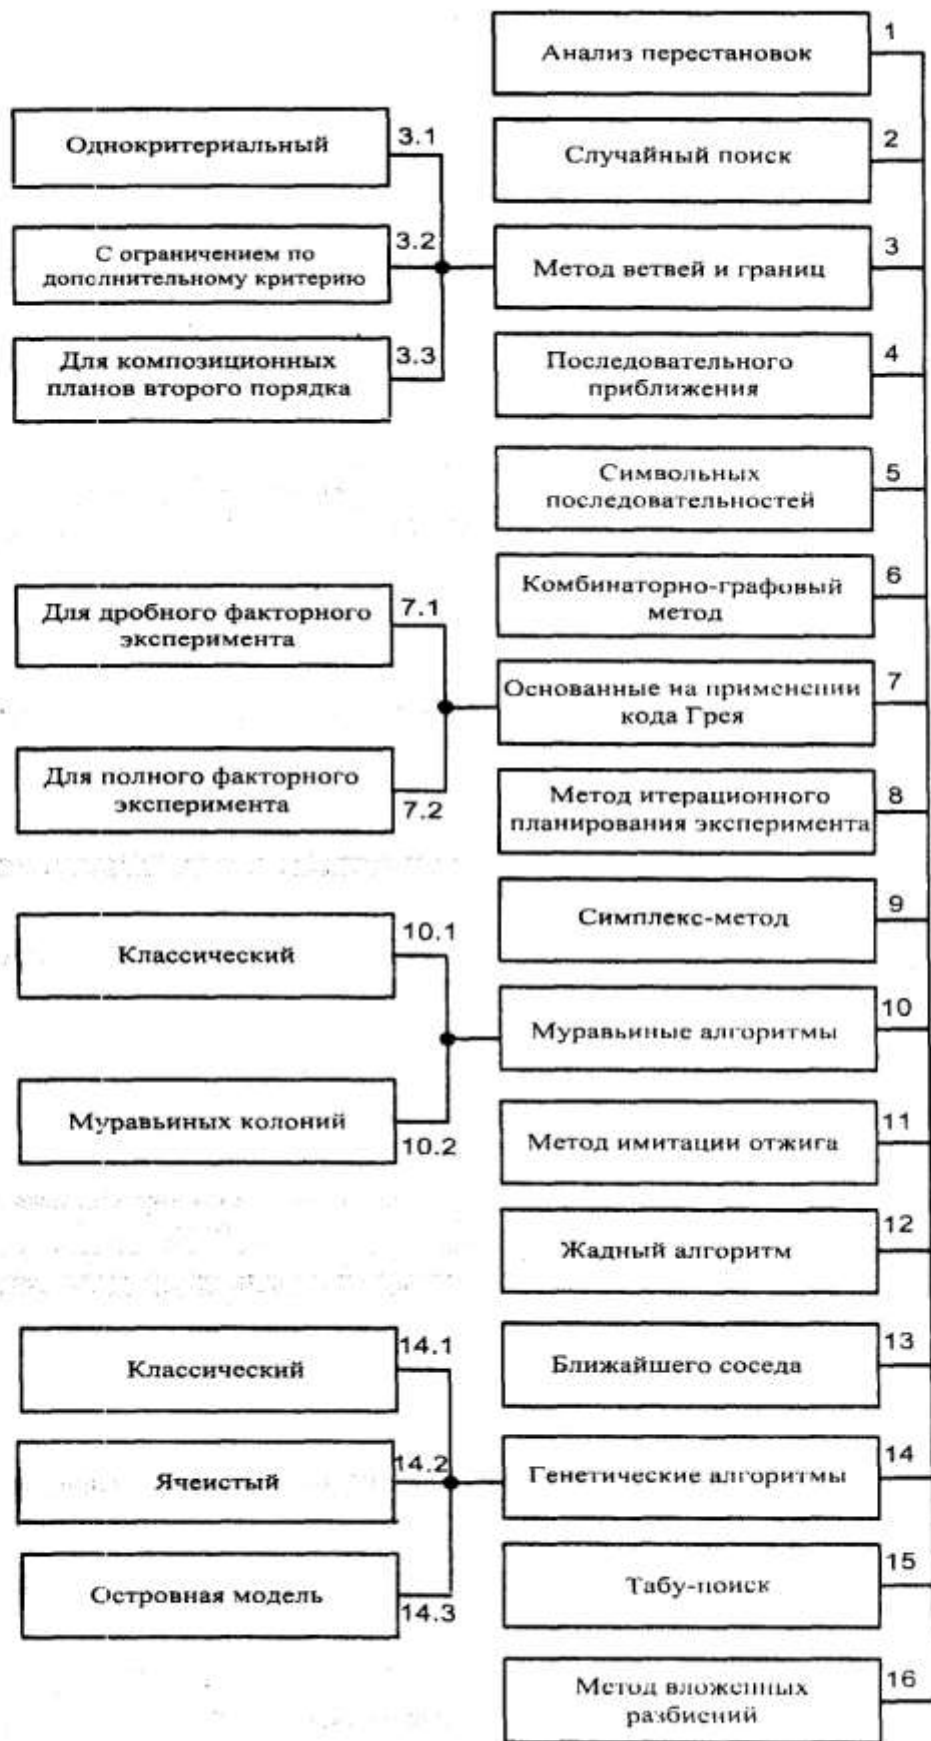 Анализ перестановок
1
Однокритериальный
3.1
Случайный поиск
2
С ограничением по
дополнительному критерию
3.2
Метод ветвей и границ
3
Для композиционных
планов второго порядка
3.3
Последовательного
приближения
4
Символьных
последовательностей
5
Комбинаторно-графовый
метод
6
Для дробного факторного
эксперимента
7.1
Основанные на применении
кода Грея
7
Для полного факторного
эксперимента
7.2
Метод итерационного
планирования эксперимента
8
Симплекс-метод
9
Классический
10.1
Муравьиные алгоритмы
10
Муравьиных колоний
10.2
Метод имитации отжига
11
Жадный алгоритм
12
Классический
14.1
Ближайшего соседа
13
Ячеистый
14.2
Генетические алгоритмы
14
Островная модель
14.3
Табу-поиск
15
Метод вложенных
разбиений
16